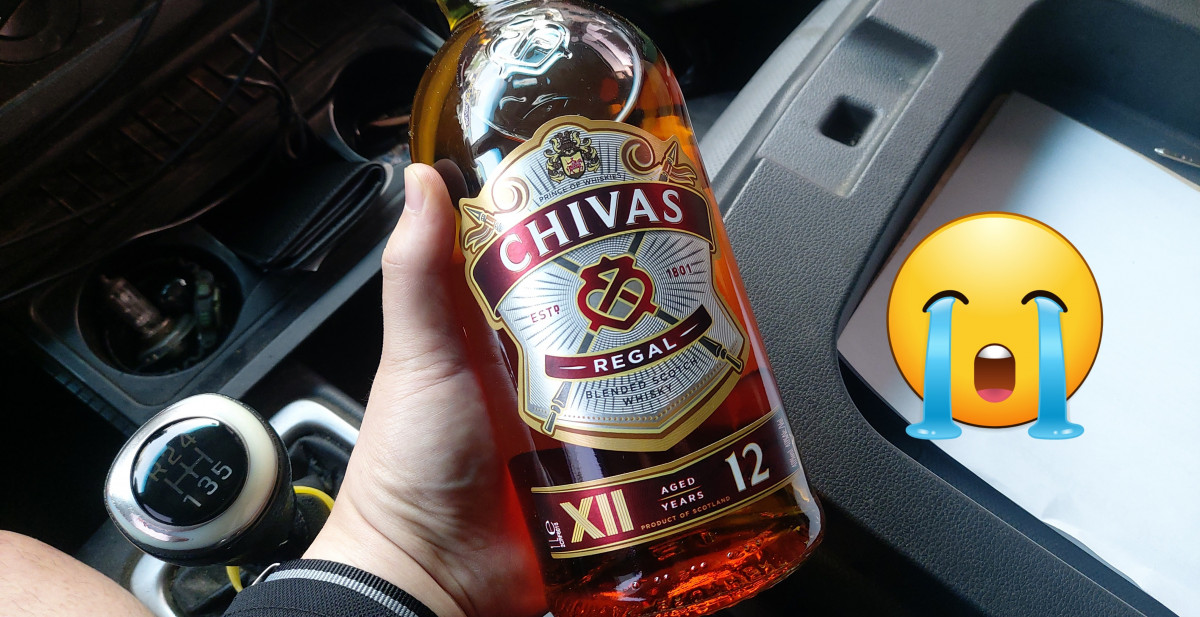 PRINCE OF WHISKIES
CHIVAS
ESTD 1801
REGAL
BLENDED SCOTCH
WHISKY
XII AGED 12
YEARS
PRODUCT OF SCOTLAND
1L e
R 2 4
1 3 5